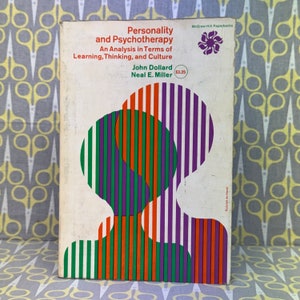 McGraw-Hill Paperbacks
Personality
and Psychotherapy
An Analysis in Terms of
Learning, Thinking, and Culture
John Dollard
Neal E. Miller